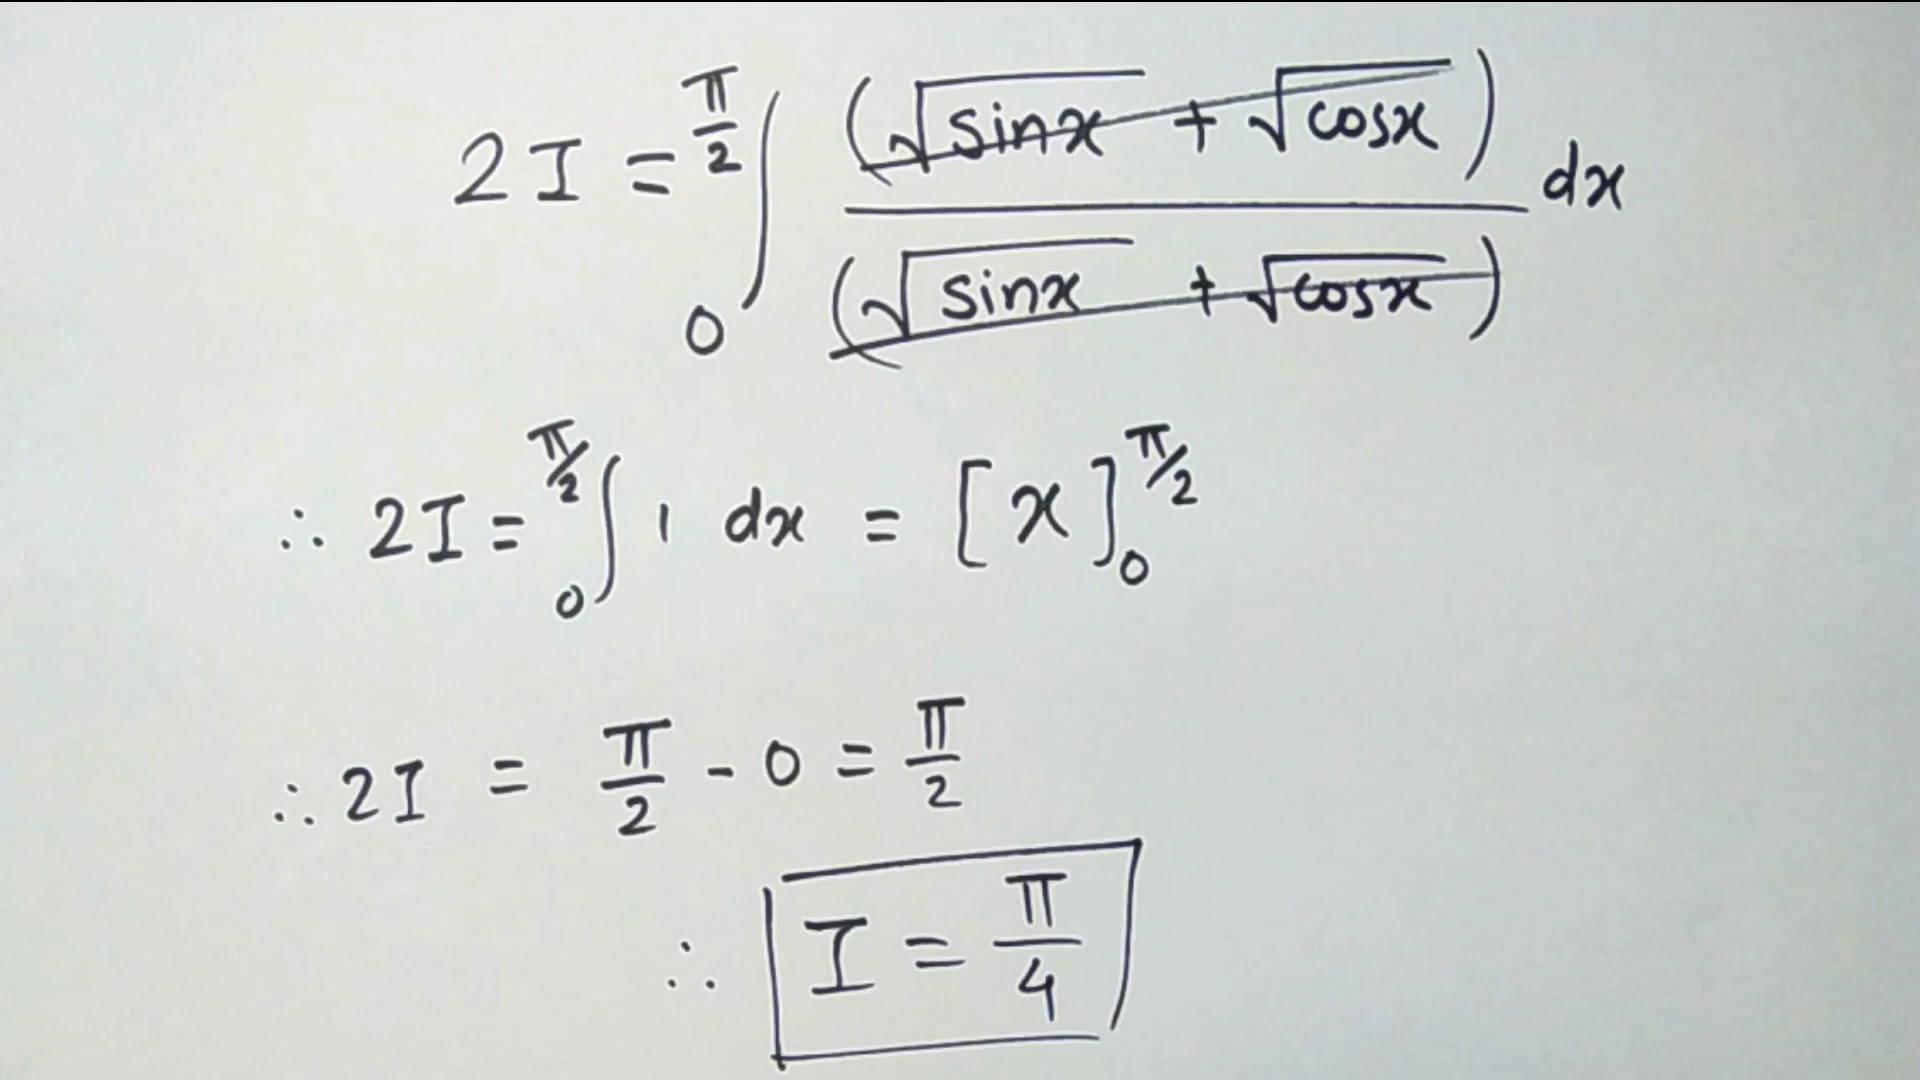 2I = ∫₀^(π/2) (√sinx + √cosx) / (√sinx + √cosx) dx
∴ 2I = ∫₀^(π/2) 1 dx = [x]₀^(π/2)
∴ 2I = π/2 - 0 = π/2
∴ I = π/4